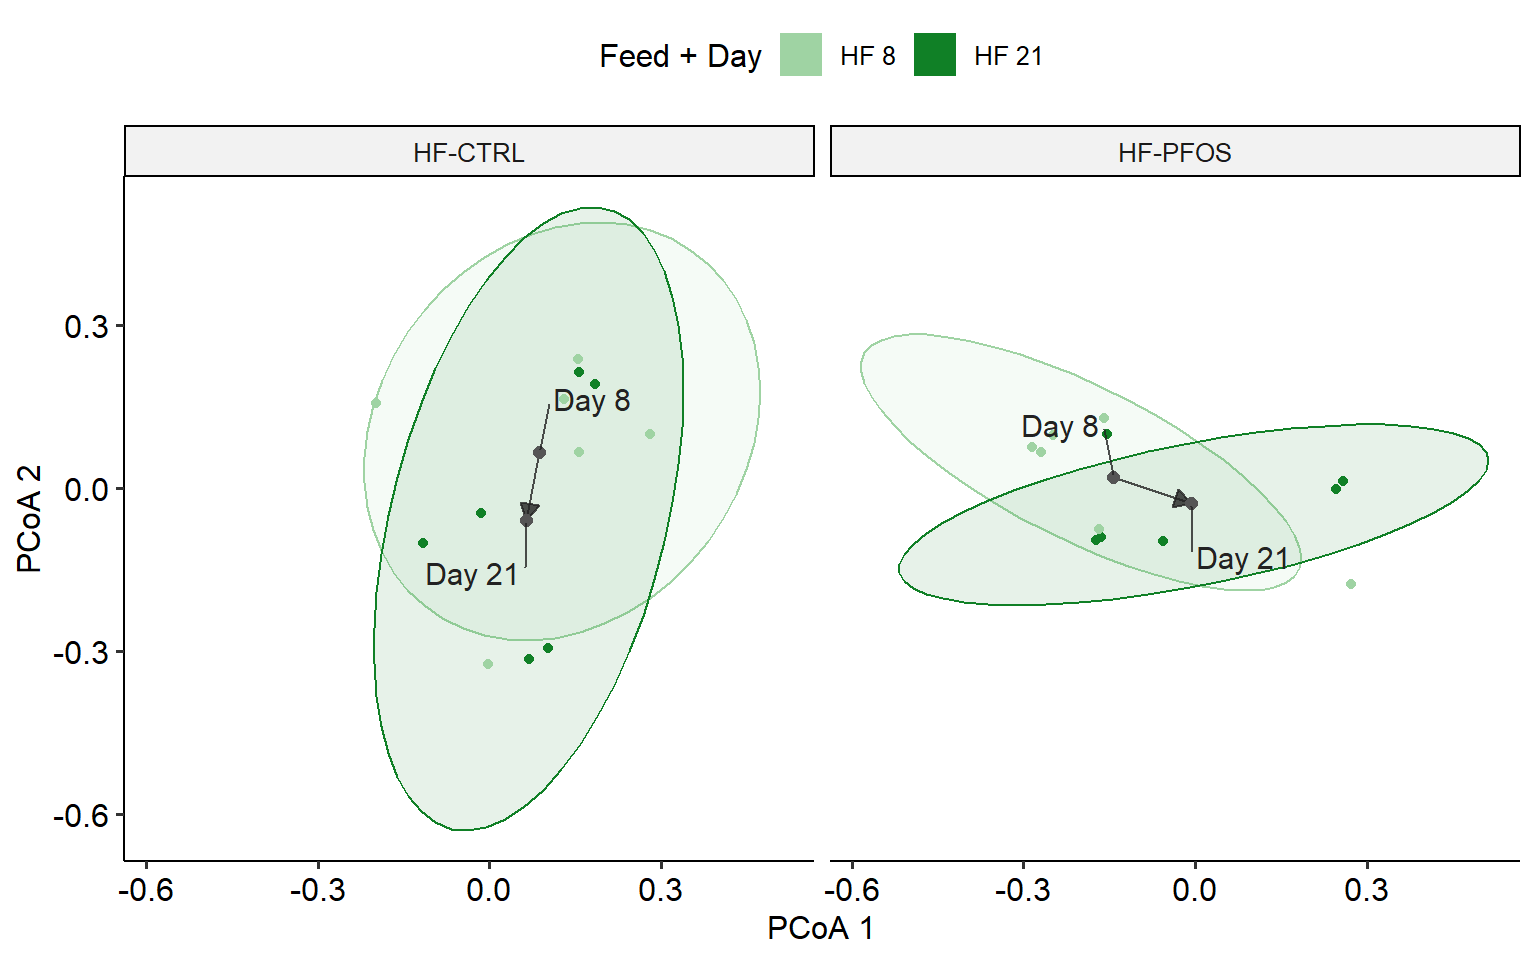 Feed + Day HF 8 HF 21
HF-CTRL
HF-PFOS
PCoA 2
0.3
0.0
-0.3
-0.6
Day 8
Day 21
Day 8
Day 21
-0.6 -0.3 0.0 0.3
-0.6 -0.3 0.0 0.3
PCoA 1